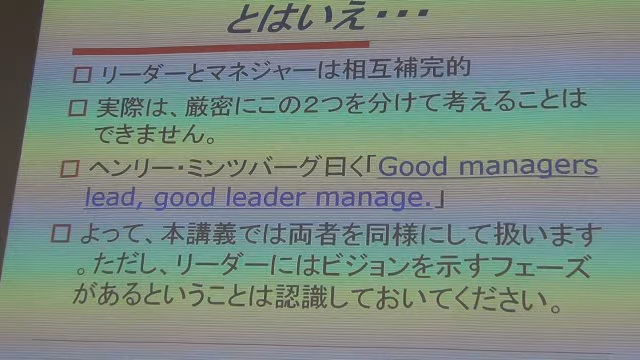 とはいえ・・・
リーダーとマネジャーは相互補完的
実際は、厳密にこの２つを分けて考えることは
できません。
ヘンリー・ミンツバーグ曰く「Good managers
lead, good leader manage.」
よって、本講義では両者を同様にして扱います
。ただし、リーダーにはビジョンを示すフェーズ
があるということは認識しておいてください。